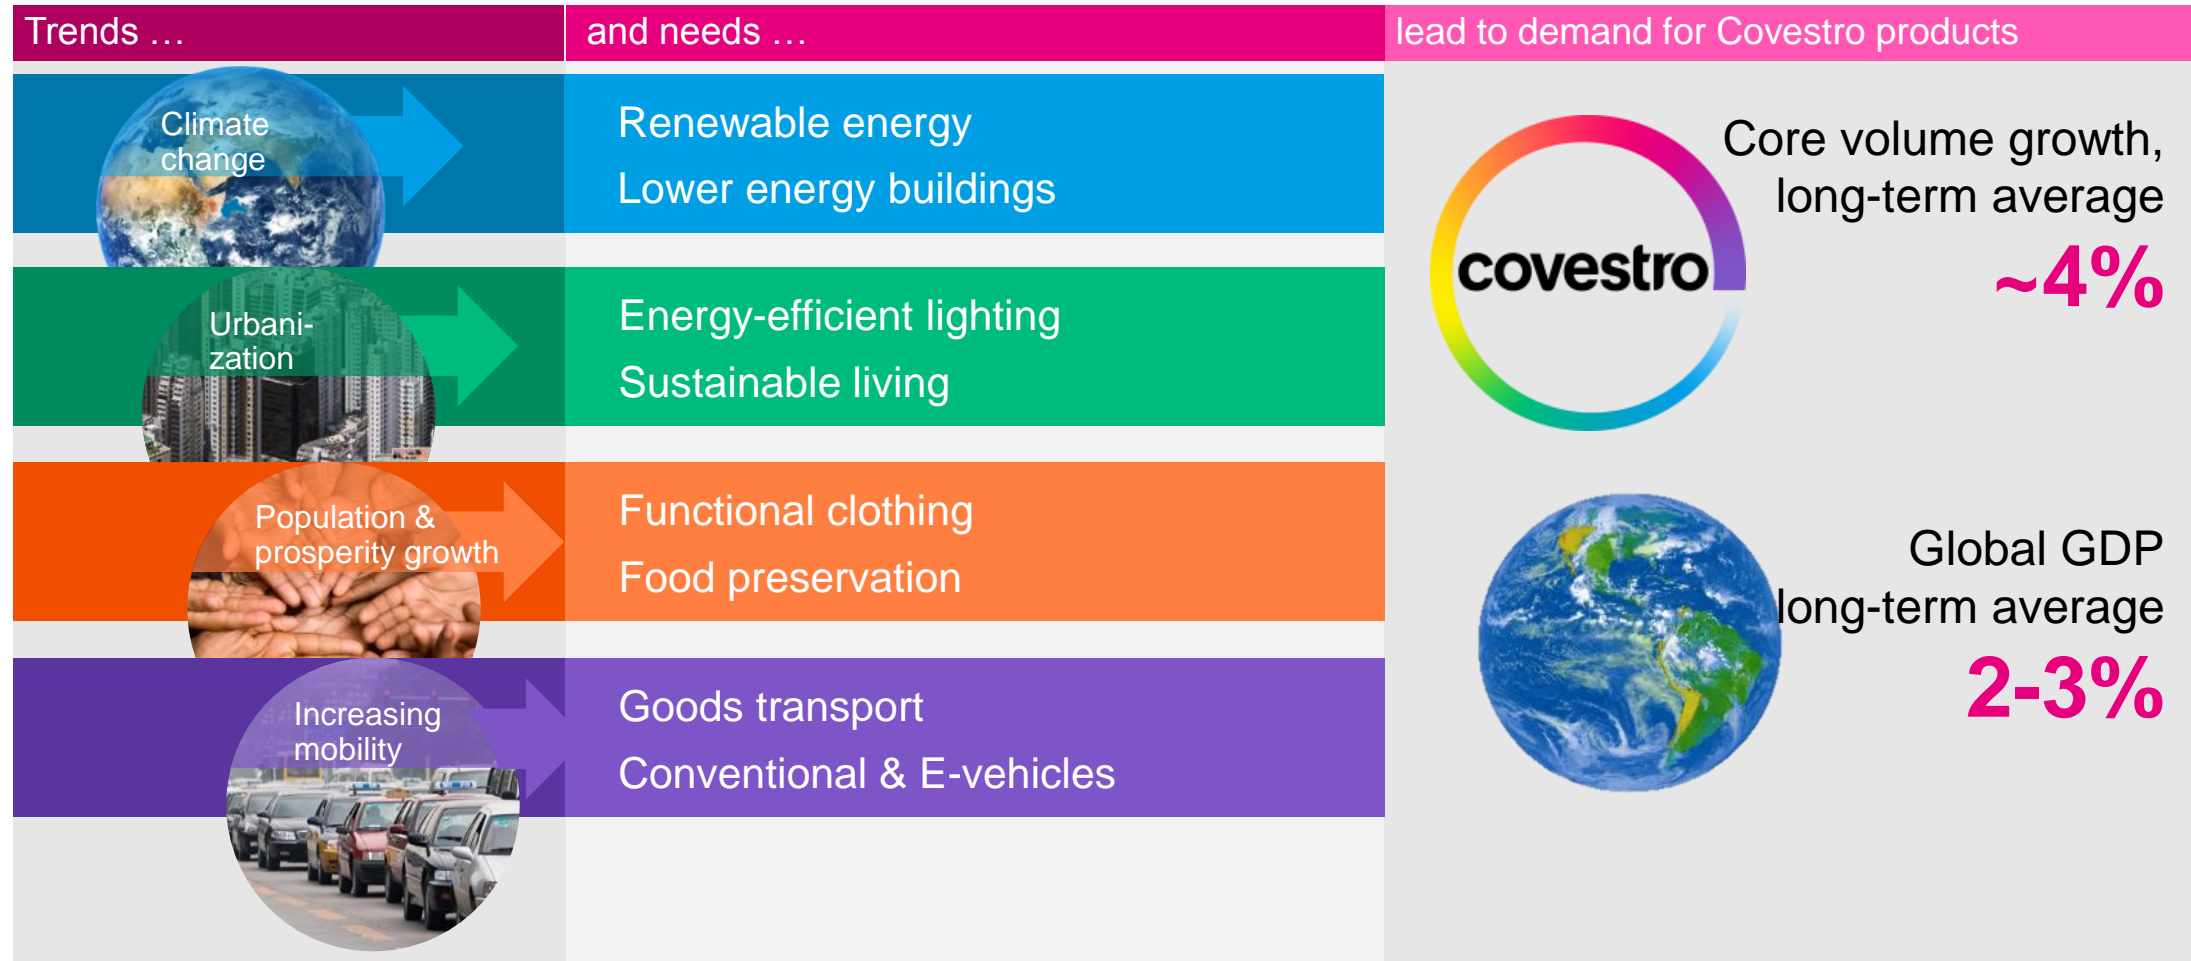 Trends …
and needs …
lead to demand for Covestro products
Climate
change
Renewable energy
Lower energy buildings
Urbani-
zation
Energy-efficient lighting
Sustainable living
Population &
prosperity growth
Functional clothing
Food preservation
Increasing
mobility
Goods transport
Conventional & E-vehicles
covestro
Core volume growth,
long-term average
~4%
Global GDP
long-term average
2-3%